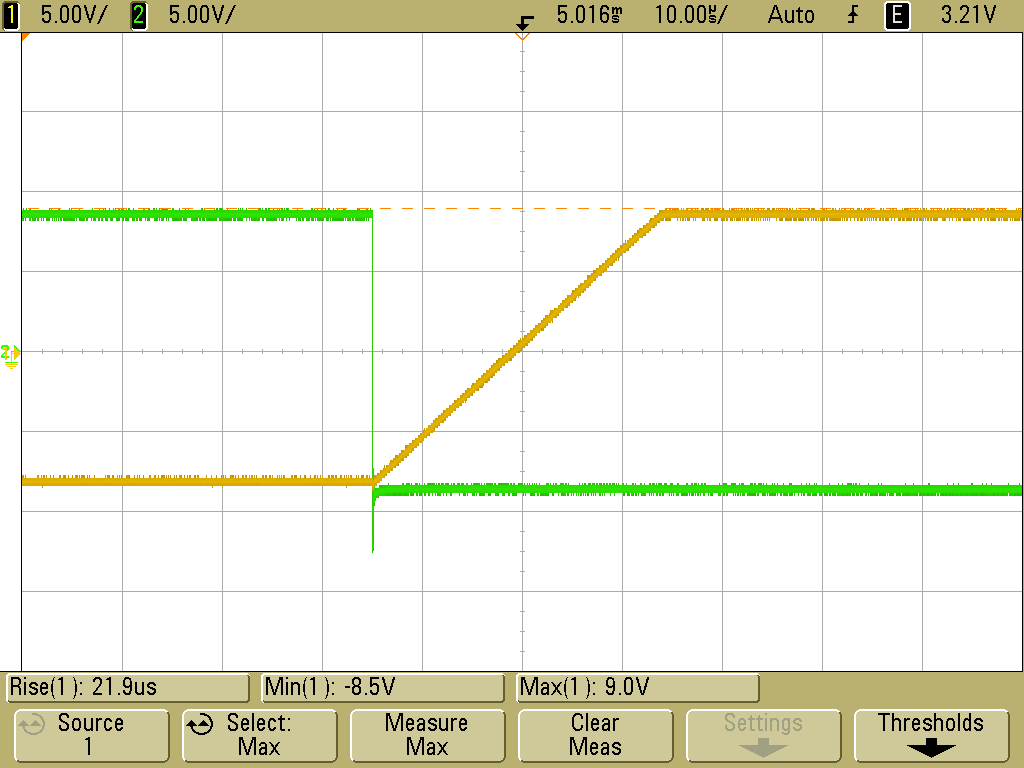 1 5.00V/ 2 5.00V/ 5.016ms 10.00us/ Auto E 3.21V
2
Rise(1): 21.9us Min(1): -8.5V Max(1): 9.0V
Source Select: Measure Clear Settings Thresholds
1 Max Max Meas